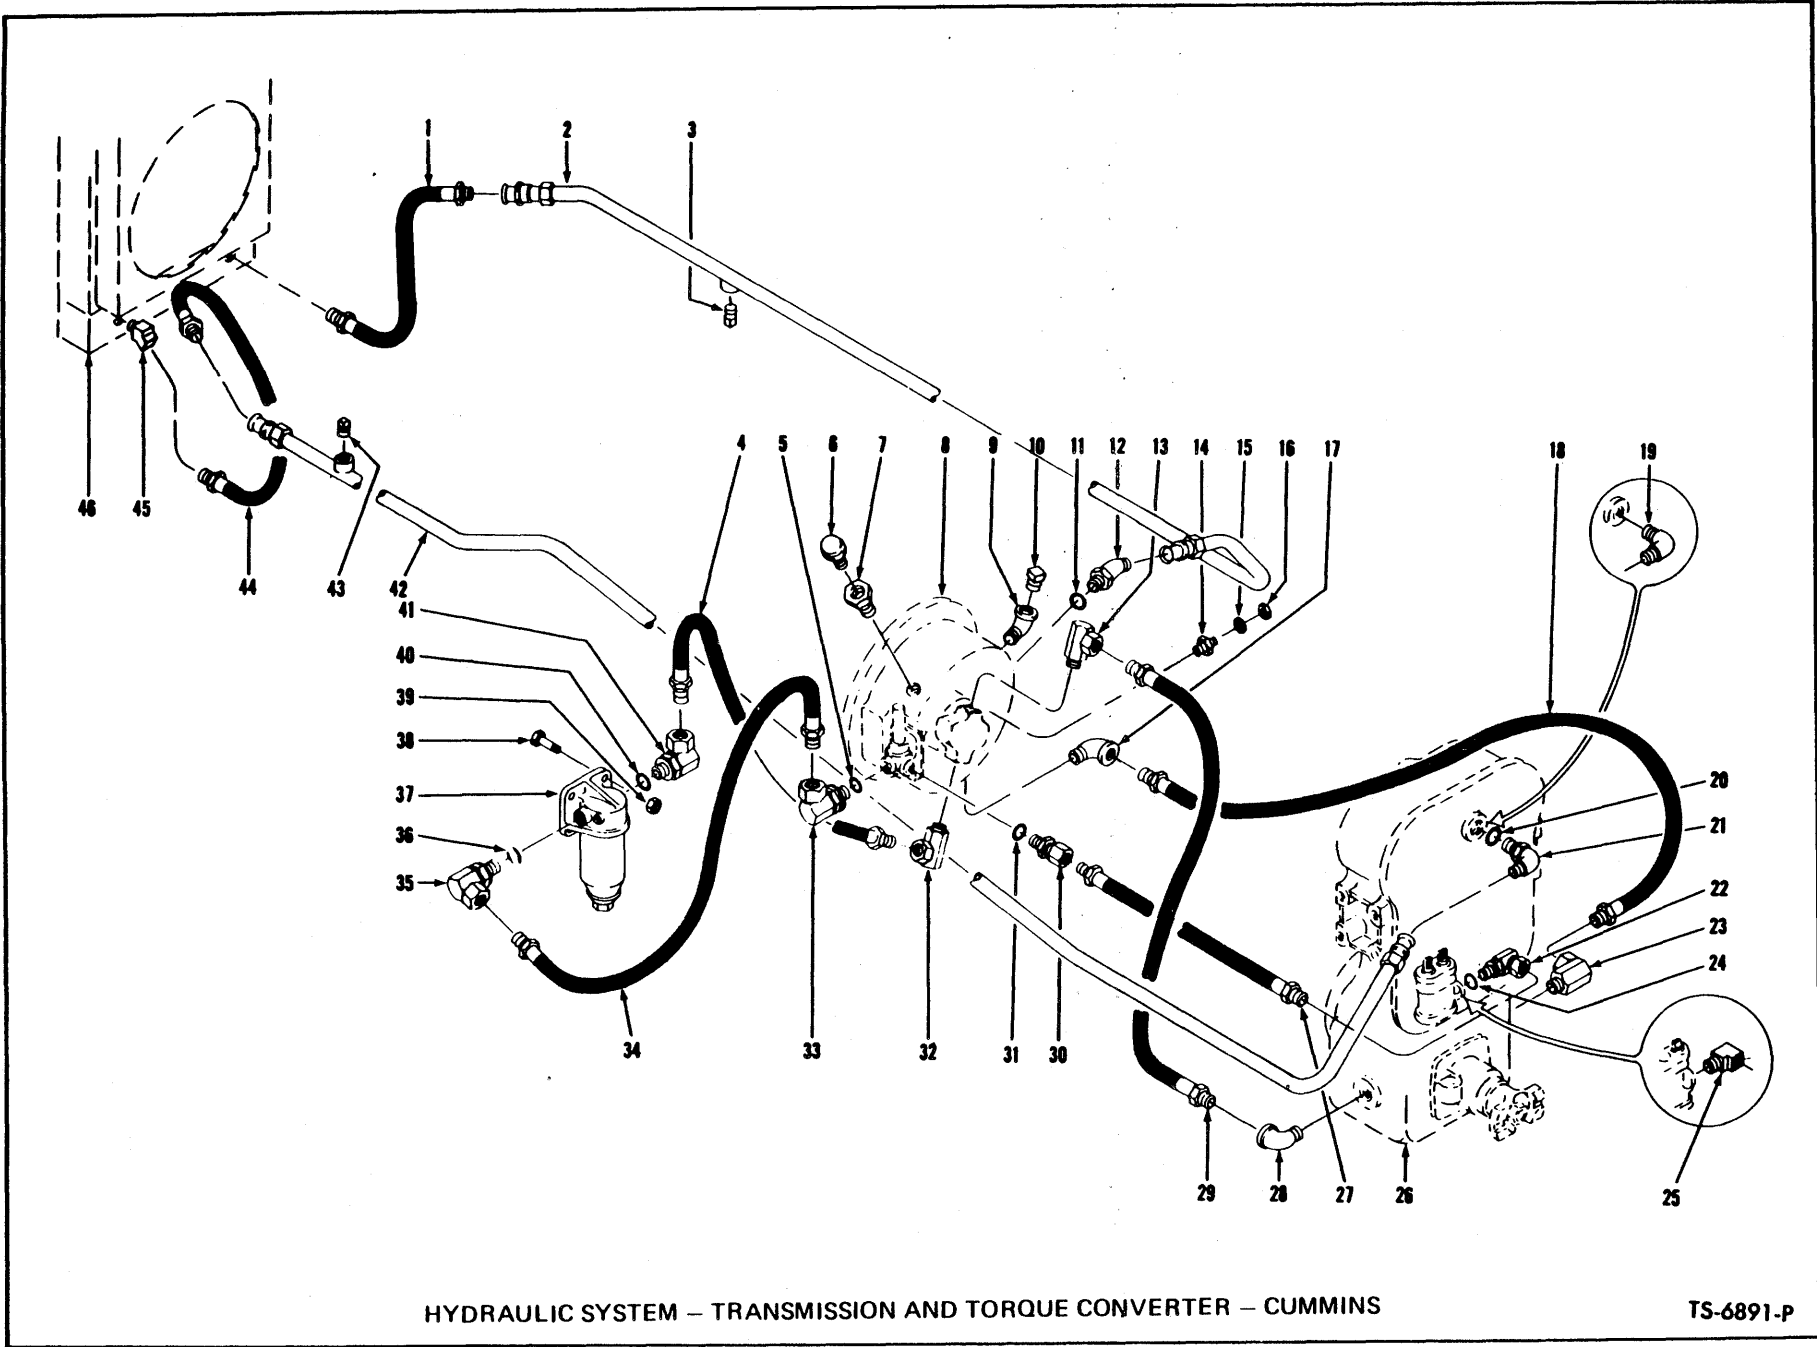 1 2 3
4 5 6 7 8 9 10 11 12 13 14 15 16 17 18 19
46 45 44 43 42
41
40
39
38
37
36
35
20
21
22
23
24
34 33 32 31 30
29 28 27 26 25
HYDRAULIC SYSTEM – TRANSMISSION AND TORQUE CONVERTER – CUMMINS
TS-6891-P